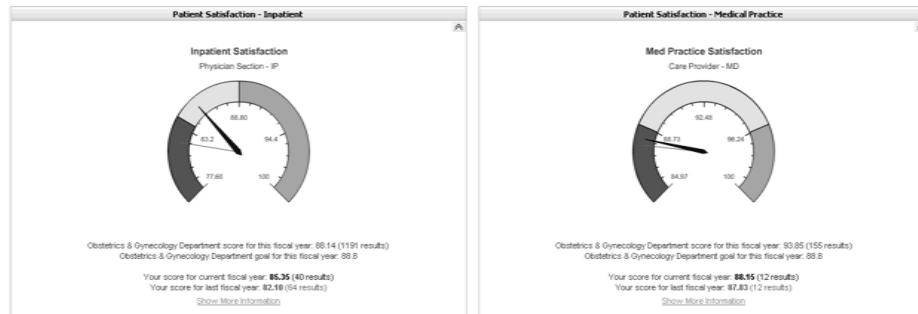 Patient Satisfaction - Inpatient
Inpatient Satisfaction
Physician Section - IP
88.80
83.2
94.4
77.60
100
Obstetrics & Gynecology Department score for this fiscal year: 88.14 (1191 results)
Obstetrics & Gynecology Department goal for this fiscal year: 88.8
Your score for current fiscal year: 85.35 (40 results)
Your score for last fiscal year: 82.10 (64 results)
Show More Information
Patient Satisfaction - Medical Practice
Med Practice Satisfaction
Care Provider - MD
92.48
88.73
96.24
84.97
100
Obstetrics & Gynecology Department score for this fiscal year: 93.85 (155 results)
Obstetrics & Gynecology Department goal for this fiscal year: 88.8
Your score for current fiscal year: 88.15 (12 results)
Your score for last fiscal year: 87.83 (12 results)
Show More Information